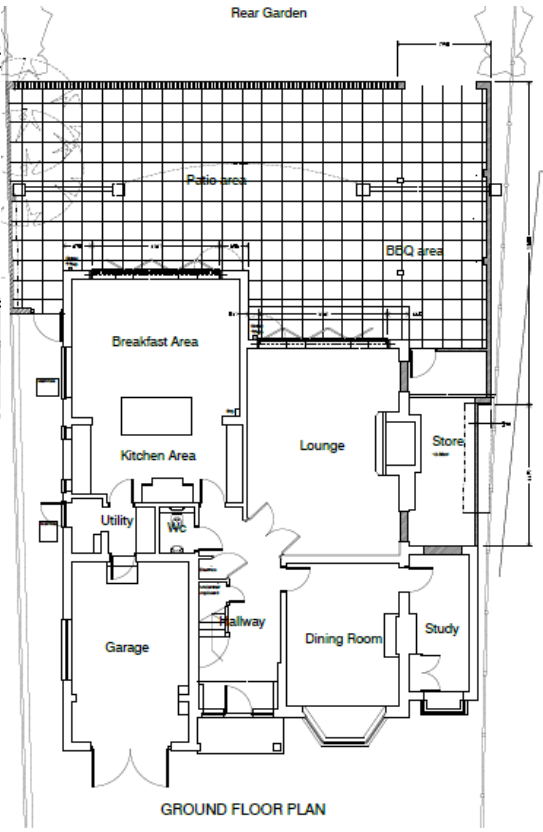 Rear Garden
Patio area
BBQ area
Breakfast Area
Kitchen Area
Lounge
Store
Utility
Wc
Hallway
Garage
Dining Room
Study
GROUND FLOOR PLAN